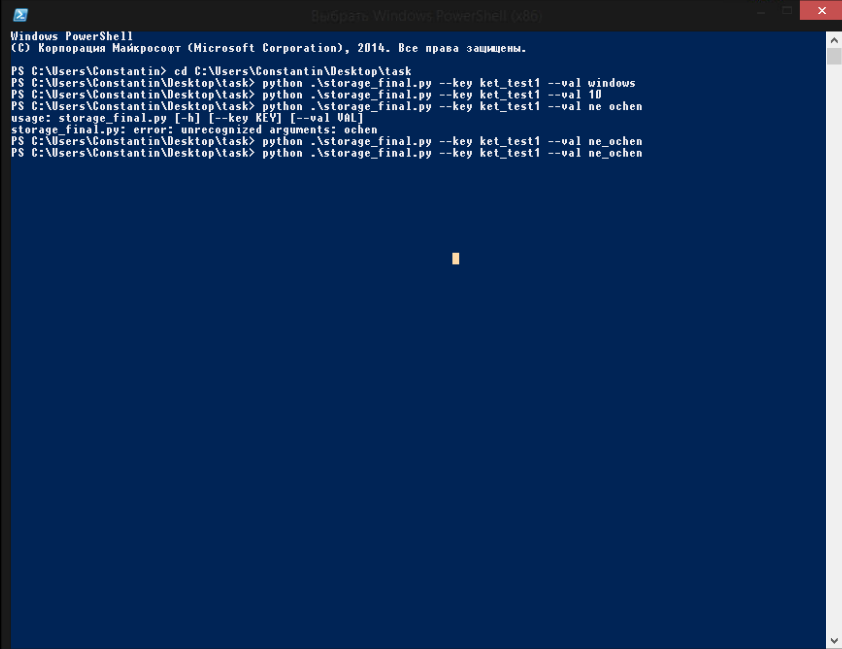 Выбрать Windows PowerShell (x86)
Windows PowerShell
(C) Корпорация Майкрософт (Microsoft Corporation), 2014. Все права защищены.
PS C:\Users\Constantin> cd C:\Users\Constantin\Desktop\task
PS C:\Users\Constantin\Desktop\task> python .\storage_final.py --key ket_test1 --val windows
PS C:\Users\Constantin\Desktop\task> python .\storage_final.py --key ket_test1 --val 10
PS C:\Users\Constantin\Desktop\task> python .\storage_final.py --key ket_test1 --val ne ochen
usage: storage_final.py [-h] [--key KEY] [--val VAL]
storage_final.py: error: unrecognized arguments: ochen
PS C:\Users\Constantin\Desktop\task> python .\storage_final.py --key ket_test1 --val ne_ochen
PS C:\Users\Constantin\Desktop\task> python .\storage_final.py --key ket_test1 --val ne_ochen